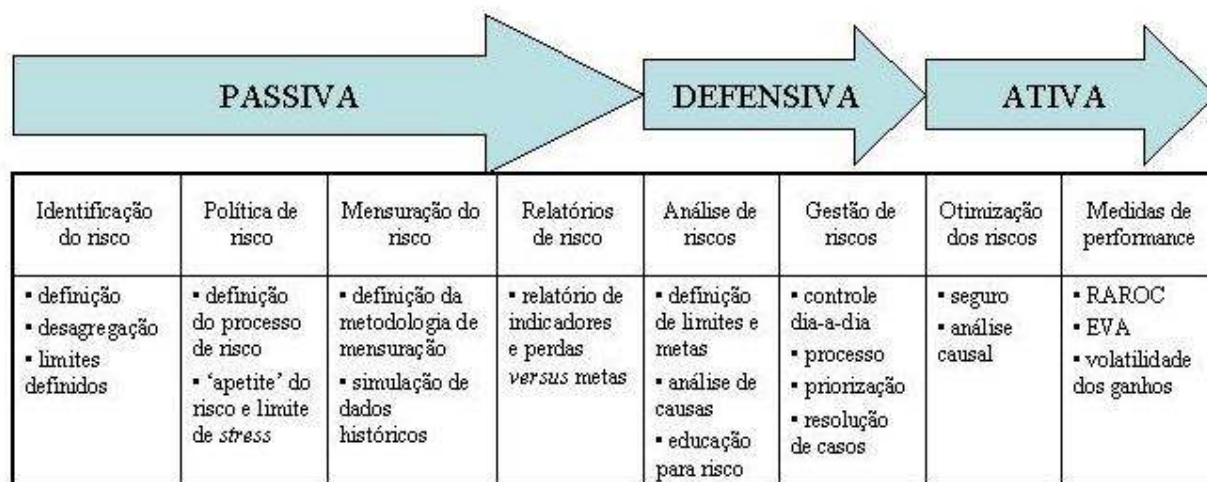 PASSIVA
DEFENSIVA
ATIVA
Identificação
do risco
Política de
risco
Mensuração do
risco
Relatórios
de risco
Análise de
riscos
Gestão de
riscos
Otimização
dos riscos
Medidas de
performance
▪ definição
▪ desagregação
▪ limites
definidos
▪ definição
do processo
de risco
▪ ‘apetite’ do
risco e limite
de stress
▪ definição da
metodologia de
mensuração
▪ simulação de
dados
históricos
▪ relatório de
indicadores
e perdas
versus metas
▪ definição
de limites e
metas
▪ análise de
causas
▪ educação
para risco
▪ controle
dia-a-dia
▪ processo
▪ priorização
▪ resolução
de casos
▪ seguro
▪ análise
causal
▪ RAROC
▪ EVA
▪ volatilidade
dos ganhos